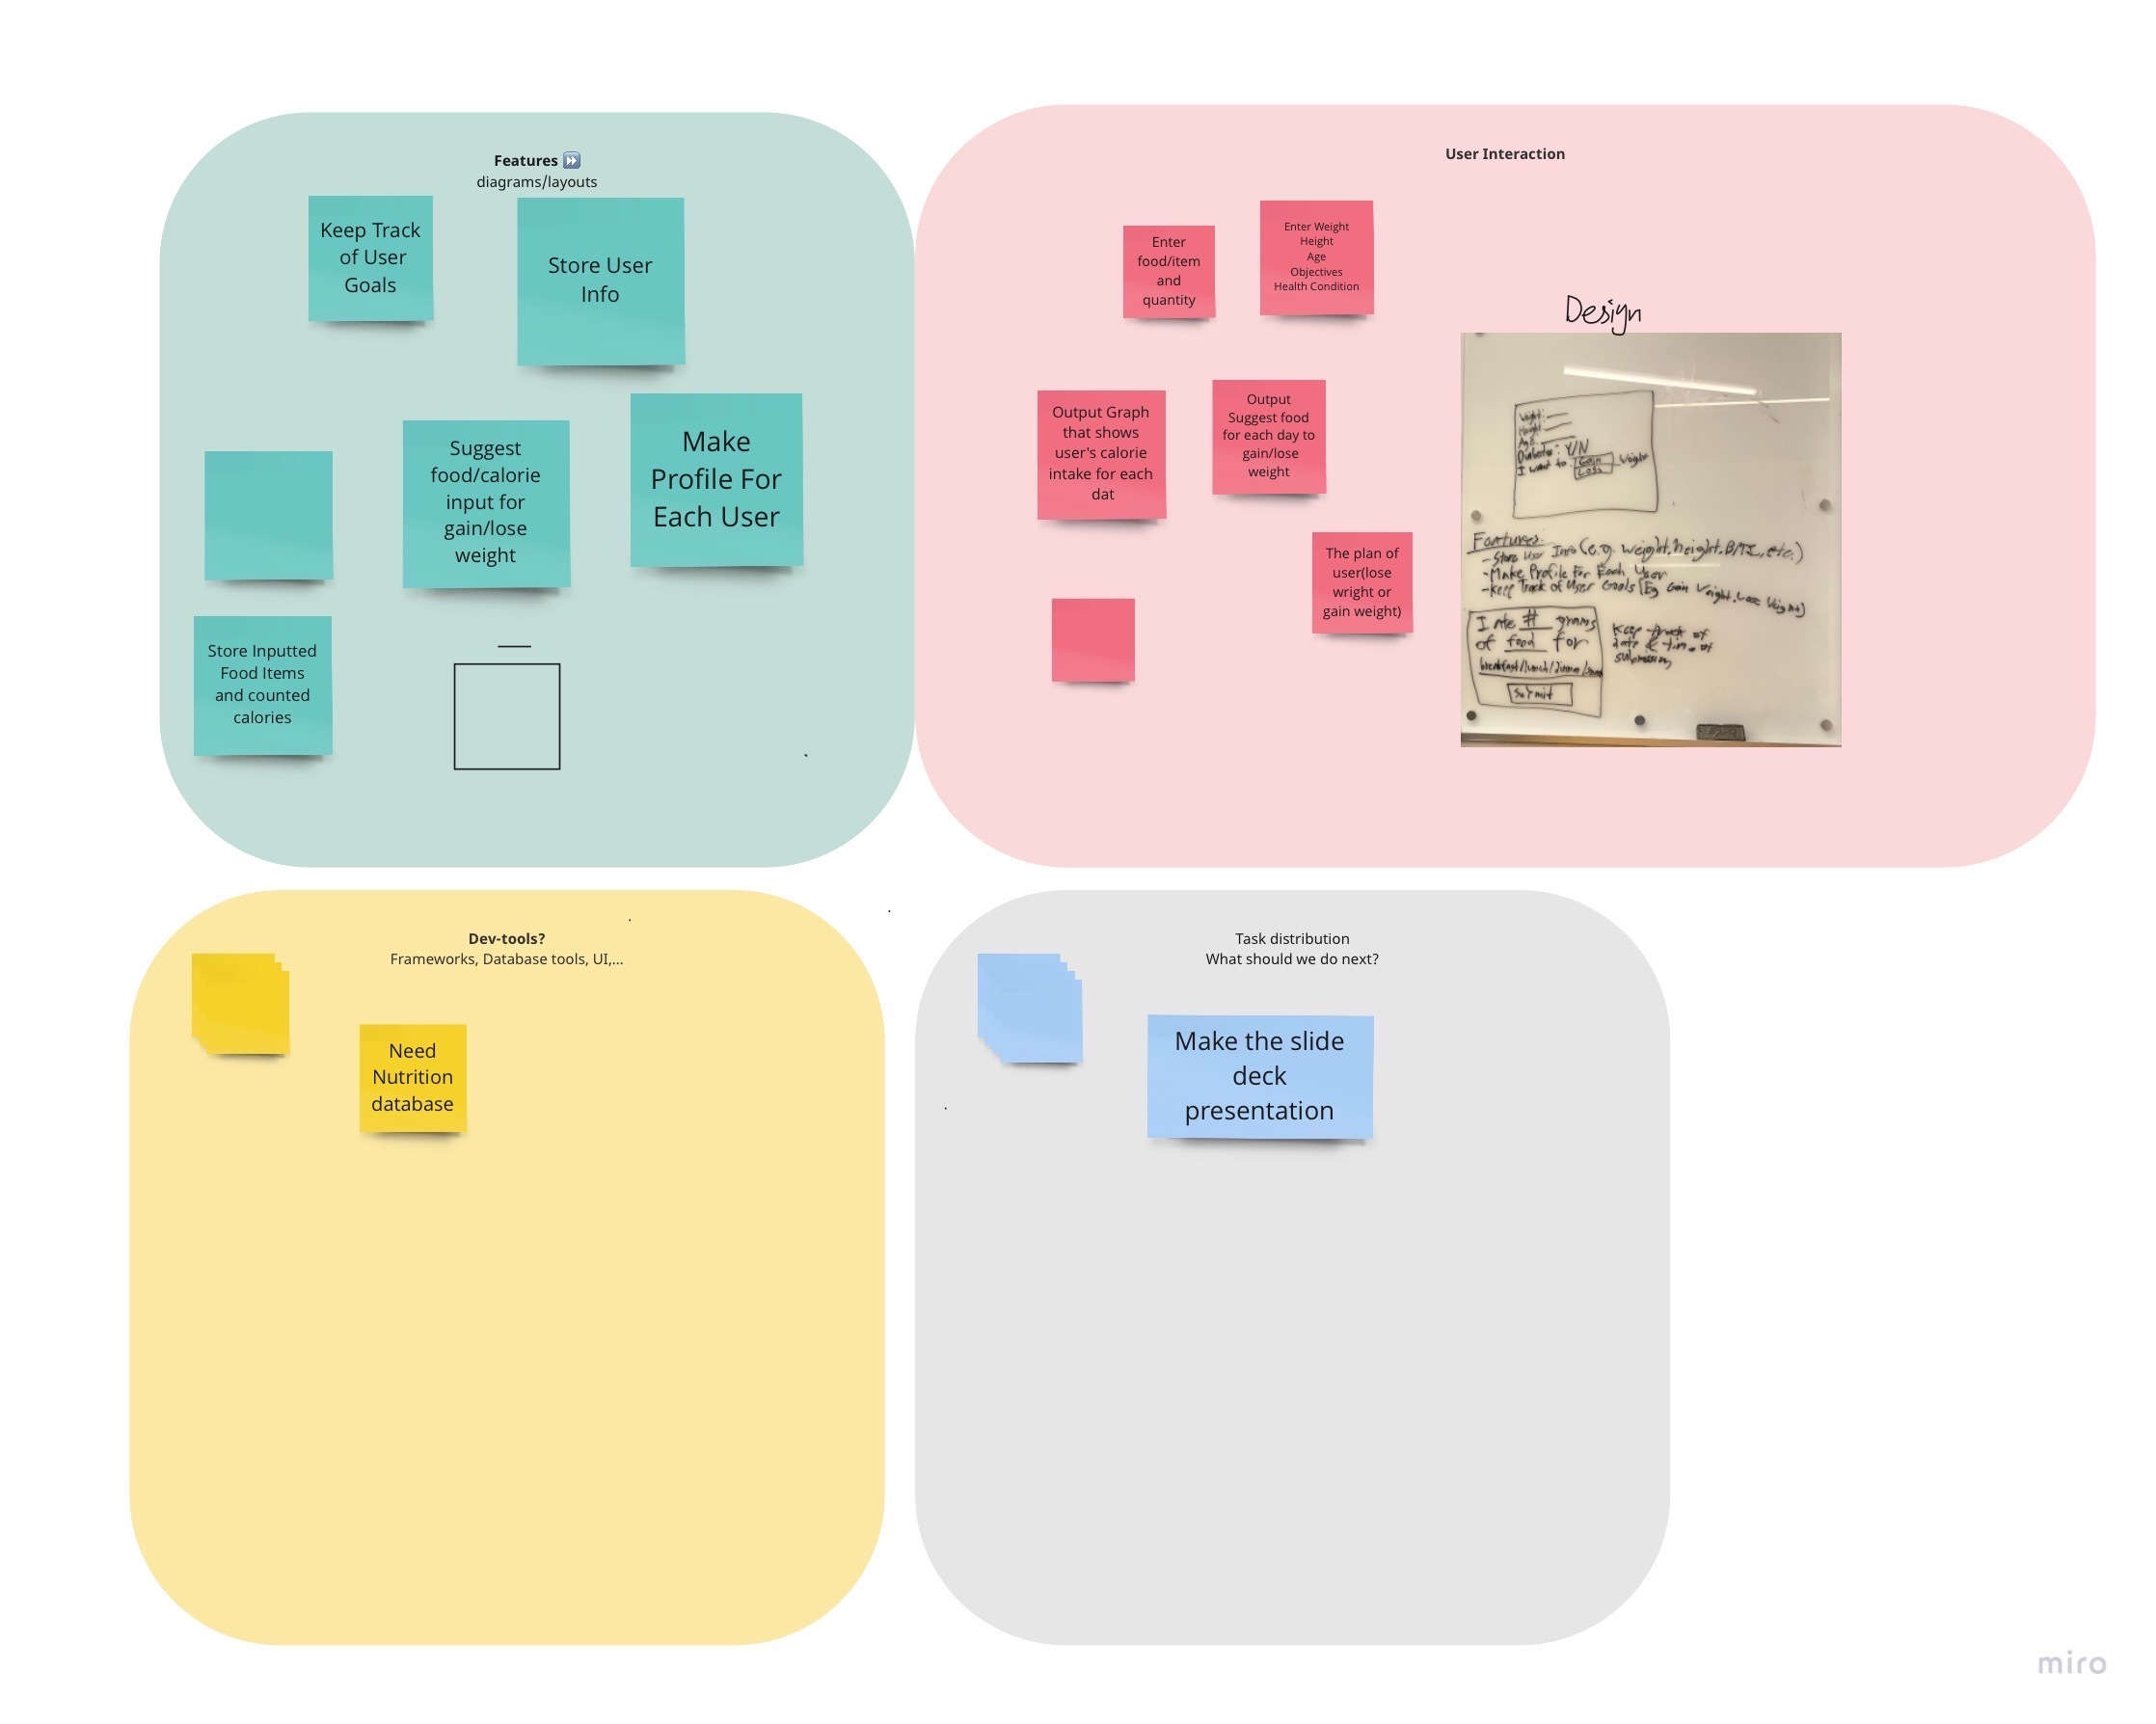 Features ⏩
diagrams/layouts
Keep Track
of User
Goals
Store User
Info
Suggest
food/calorie
input for
gain/lose
weight
Make
Profile For
Each User
Store Inputted
Food Items
and counted
calories
User Interaction
Enter
food/item
and
quantity
Enter Weight
Height
Age
Objectives
Health Condition
Output Graph
that shows
user's calorie
intake for each
dat
Output
Suggest food
for each day to
gain/lose
weight
The plan of
user(lose
wright or
gain weight)
Design
Weight:
Height:
Age:
Diabetes: Y/N
I want to Gain Weight
Loss
Features:
-Store User Info (e.g. weight, height, BMI, etc.)
-Make Profile For Each User
-Keep Track of User Goals (Eg Gain Weight, Lose Weight)
I ate # grams
of food for
breakfast/lunch/dinner/
Submit
Keep track of
date & time of
submission
Dev-tools?
Frameworks, Database tools, UI,...
Need
Nutrition
database
Task distribution
What should we do next?
Make the slide
deck
presentation
miro